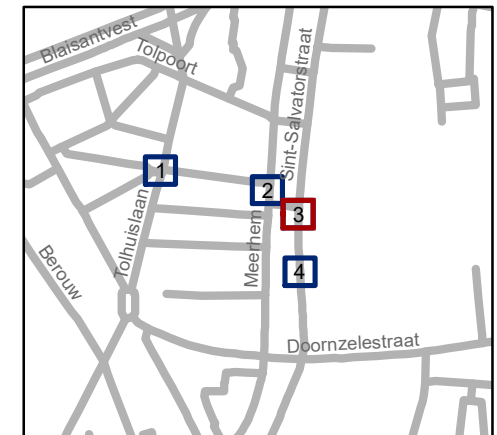 Blaisantvest
Tolpoort
Sint-Salvatorstraat
1
2
3
Tolhuislaan
Meerhem
Berouw
4
Doornzelestraat